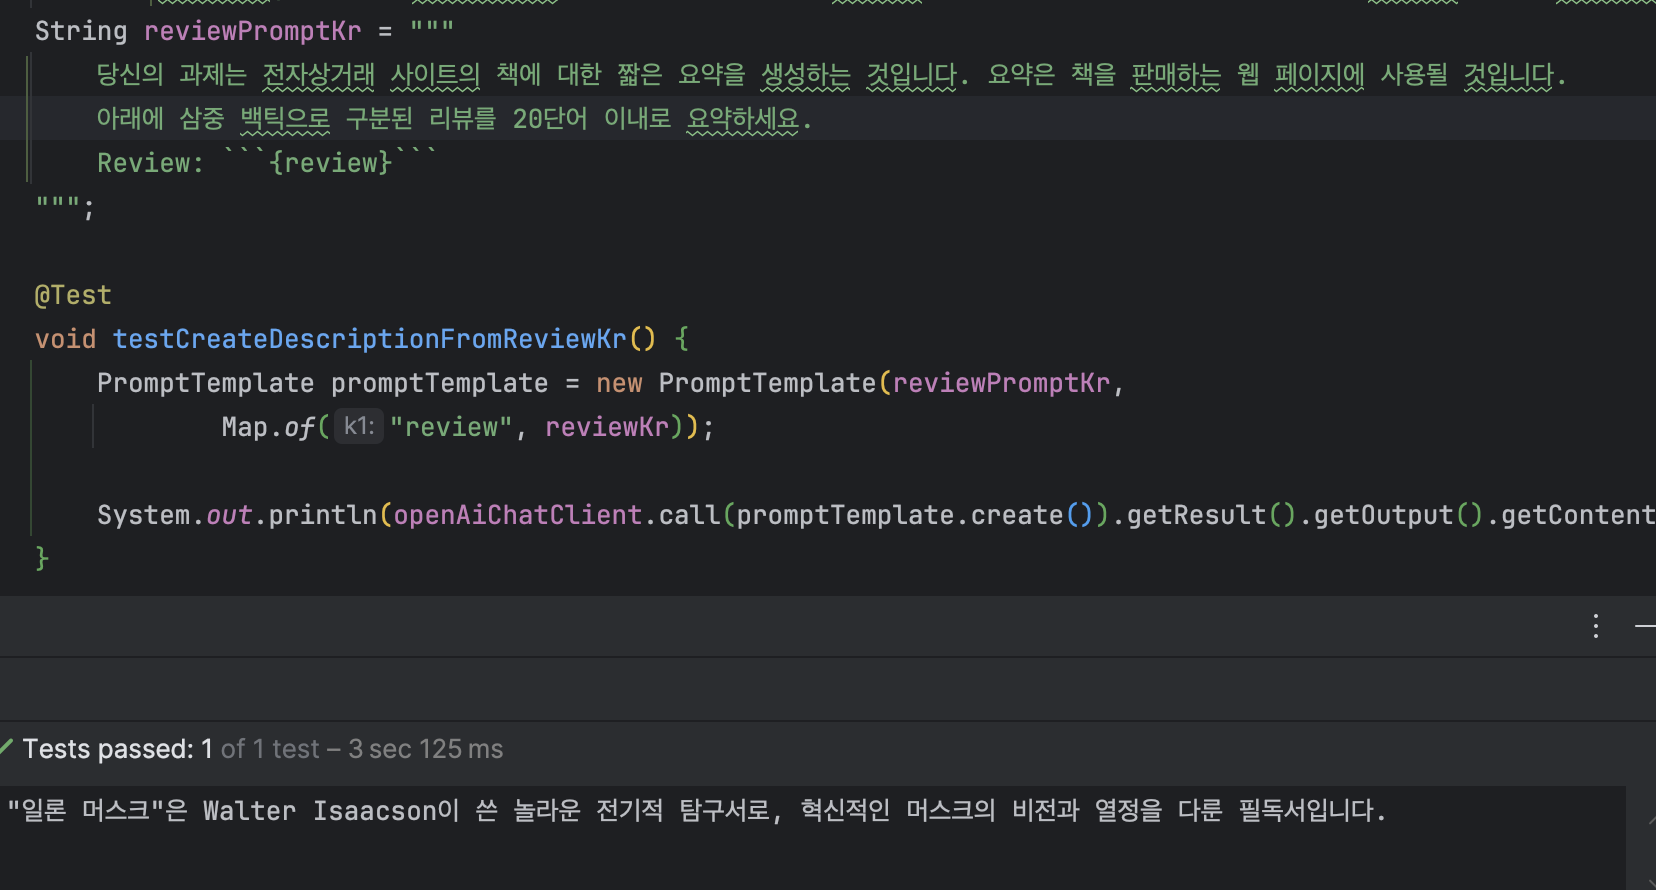 String reviewPromptKr = """
당신의 과제는 전자상거래 사이트의 책에 대한 짧은 요약을 생성하는 것입니다. 요약은 책을 판매하는 웹 페이지에 사용될 것입니다.
아래에 삼중 백틱으로 구분된 리뷰를 20단어 이내로 요약하세요.
Review: ```{review}```
""";
@Test
void testCreateDescriptionFromReviewKr() {
PromptTemplate promptTemplate = new PromptTemplate(reviewPromptKr,
Map.of( k1: "review", reviewKr));
System.out.println(openAiChatClient.call(promptTemplate.create()).getResult().getOutput().getContent
}
Tests passed: 1 of 1 test – 3 sec 125 ms
"일론 머스크"은 Walter Isaacson이 쓴 놀라운 전기적 탐구서로, 혁신적인 머스크의 비전과 열정을 다룬 필독서입니다.